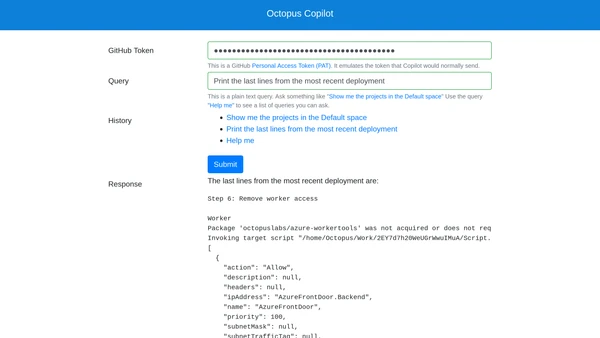 Octopus Copilot
GitHub Token
●●●●●●●●●●●●●●●●●●●●●●●●●●●●●●●●●●●●●●●●
This is a GitHub Personal Access Token (PAT). It emulates the token that Copilot would normally send.
Query
Print the last lines from the most recent deployment
This is a plain text query. Ask something like "Show me the projects in the Default space" Use the query
"Help me" to see a list of queries you can ask.
History
• Show me the projects in the Default space
• Print the last lines from the most recent deployment
• Help me
Submit
Response
The last lines from the most recent deployment are:
Step 6: Remove worker access
Worker
Package 'octopuslabs/azure-workertools' was not acquired or does not req
Invoking target script "/home/Octopus/Work/2EY7d7h20WeUGrWwuIMuA/Script.
[
{
"action": "Allow",
"description": null,
"headers": null,
"ipAddress": "AzureFrontDoor.Backend",
"name": "AzureFrontDoor",
"priority": 100,
"subnetMask": null,
"subnetTrafficTag": null,